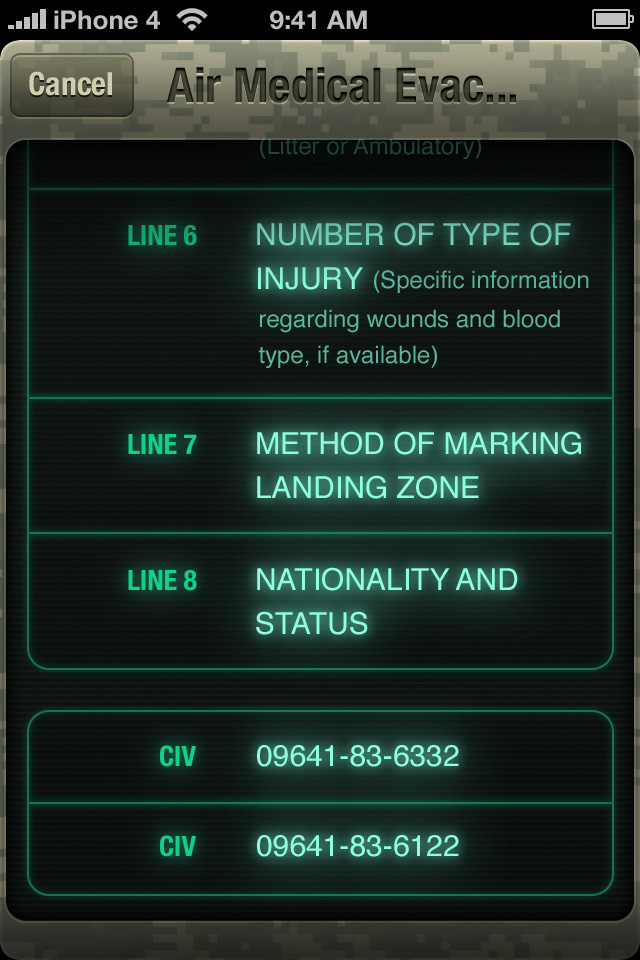 iPhone 4 9:41 AM
Cancel Air Medical Evac...
(Litter or Ambulatory)
LINE 6 NUMBER OF TYPE OF
INJURY (Specific information
regarding wounds and blood
type, if available)
LINE 7 METHOD OF MARKING
LANDING ZONE
LINE 8 NATIONALITY AND
STATUS
CIV 09641-83-6332
CIV 09641-83-6122